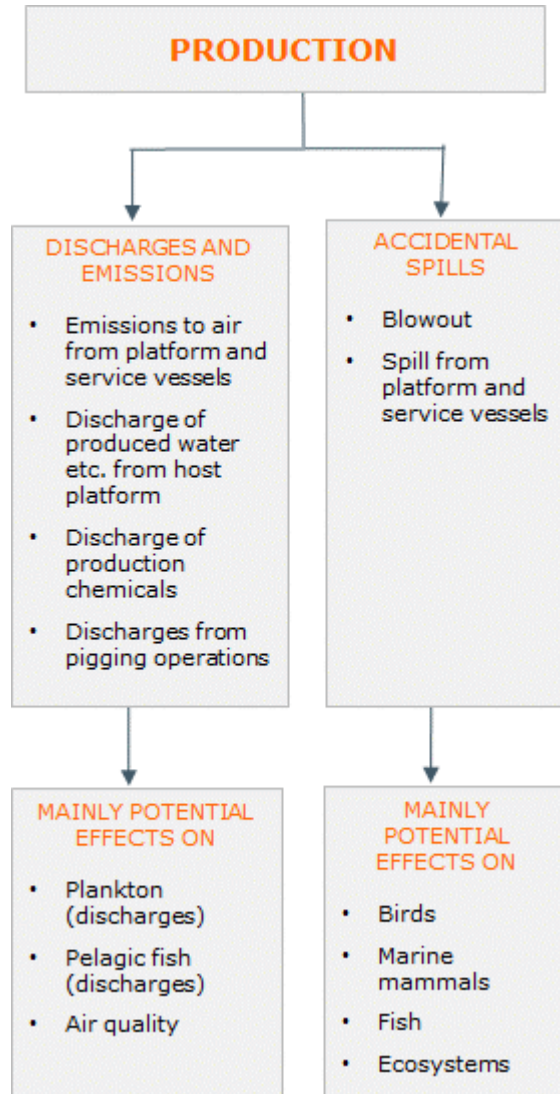 PRODUCTION
DISCHARGES AND
EMISSIONS
• Emissions to air
from platform and
service vessels
• Discharge of
produced water
etc. from host
platform
• Discharge of
production
chemicals
• Discharges from
pigging operations
ACCIDENTAL
SPILLS
• Blowout
• Spill from
platform and
service vessels
MAINLY POTENTIAL
EFFECTS ON
• Plankton
(discharges)
• Pelagic fish
(discharges)
• Air quality
MAINLY
POTENTIAL
EFFECTS ON
• Birds
• Marine
mammals
• Fish
• Ecosystems